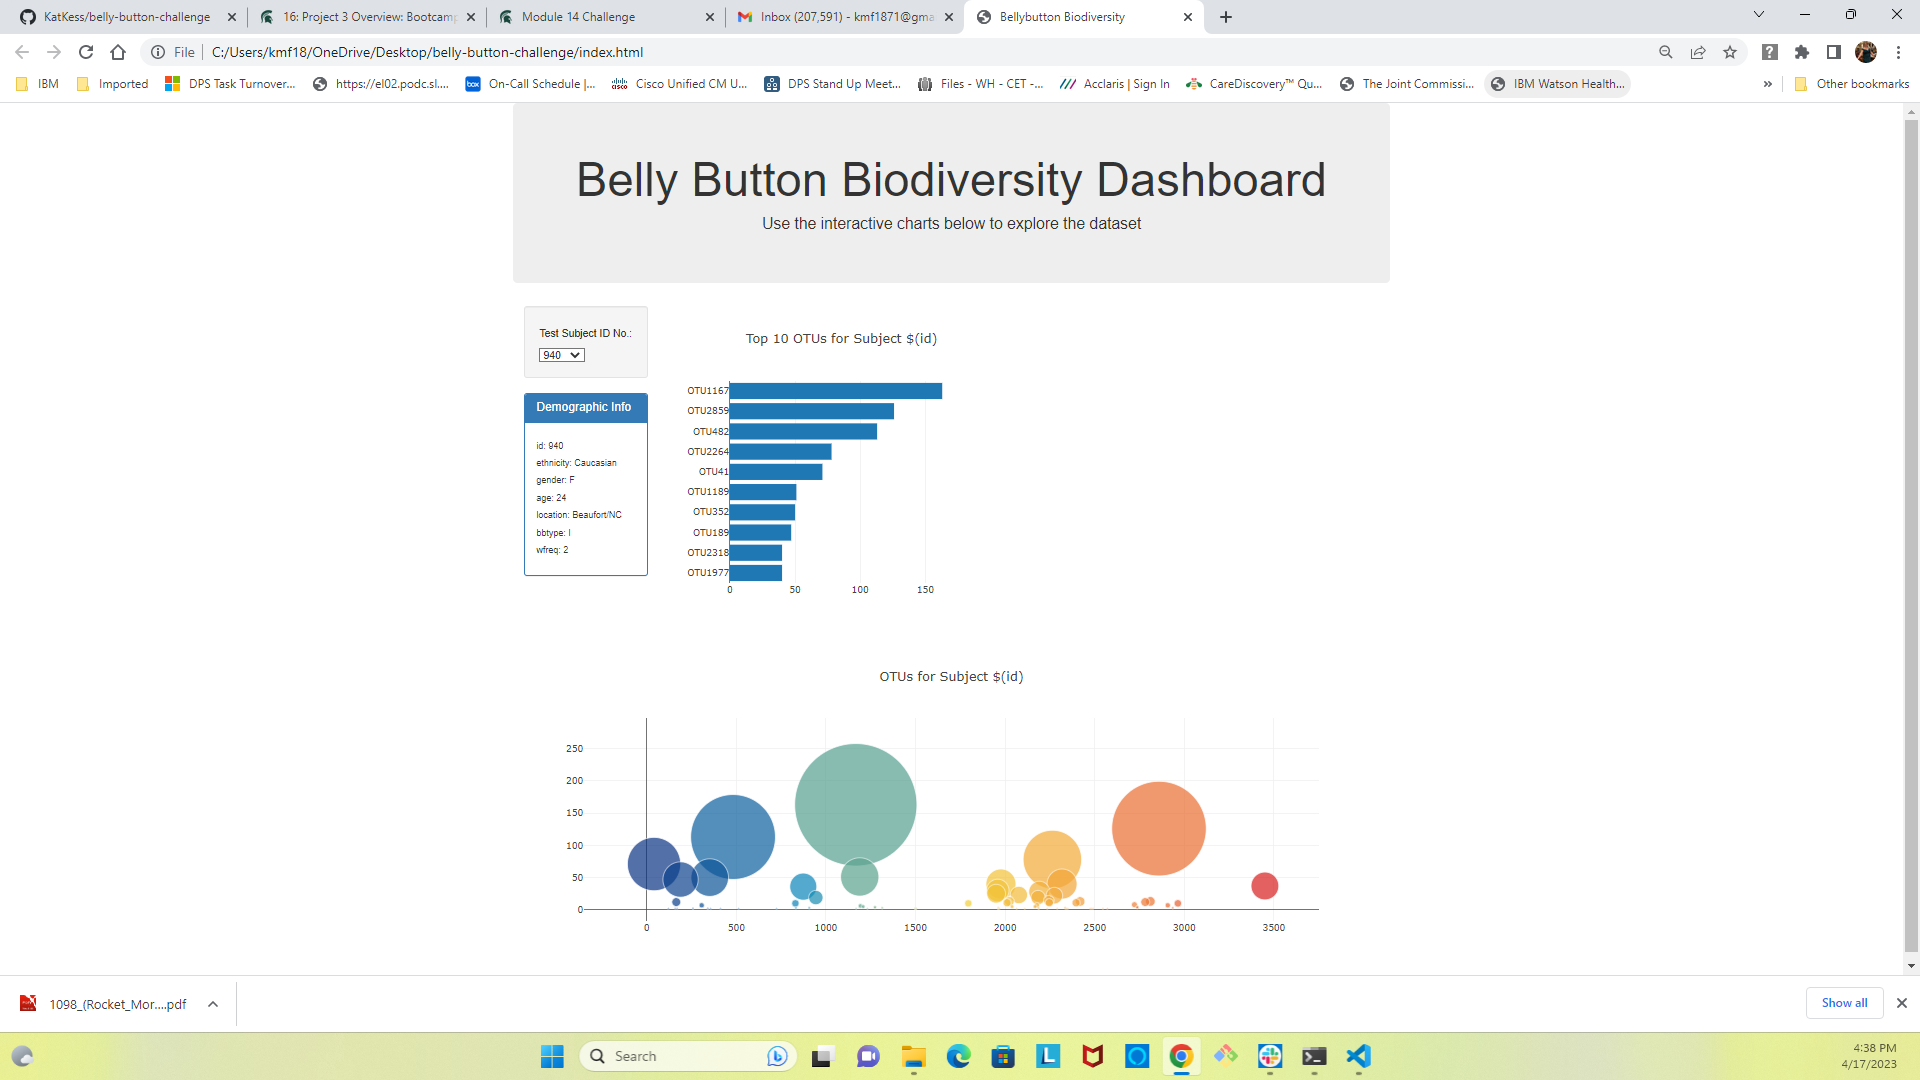 KatKess/belly-button-challenge
16: Project 3 Overview: Bootcamp
Module 14 Challenge
Inbox (207,591) - kmf1871@gma
Bellybutton Biodiversity
File
C:/Users/kmf18/OneDrive/Desktop/belly-button-challenge/index.html
IBM
Imported
DPS Task Turnover...
https://el02.podc.sl....
box
On-Call Schedule |...
cisco
Cisco Unified CM U...
DPS Stand Up Meet...
Files - WH - CET -...
Acclaris | Sign In
CareDiscovery™ Qu...
The Joint Commissi...
IBM Watson Health...
»
Other bookmarks
Belly Button Biodiversity Dashboard
Use the interactive charts below to explore the dataset
Test Subject ID No.:
940
Demographic Info
id: 940
ethnicity: Caucasian
gender: F
age: 24
location: Beaufort/NC
bbtype: I
wfreq: 2
Top 10 OTUs for Subject $(id)
OTU1167
OTU2859
OTU482
OTU2264
OTU41
OTU1189
OTU352
OTU189
OTU2318
OTU1977
0 50 100 150
OTUs for Subject $(id)
250
200
150
100
50
0
0 500 1000 1500 2000 2500 3000 3500
1098_(Rocket_Mor....pdf
Show all
Search
L
4:38 PM
4/17/2023